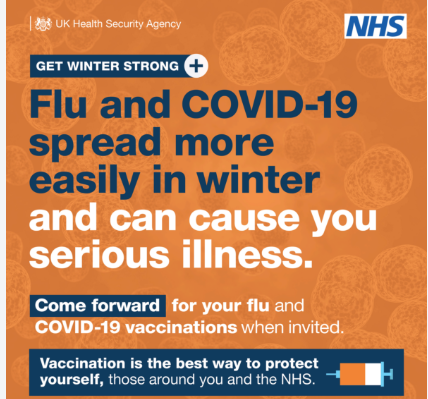 UK Health Security Agency
NHS
GET WINTER STRONG +
Flu and COVID-19
spread more
easily in winter
and can cause you
serious illness.
Come forward for your flu and
COVID-19 vaccinations when invited.
Vaccination is the best way to protect
yourself, those around you and the NHS.